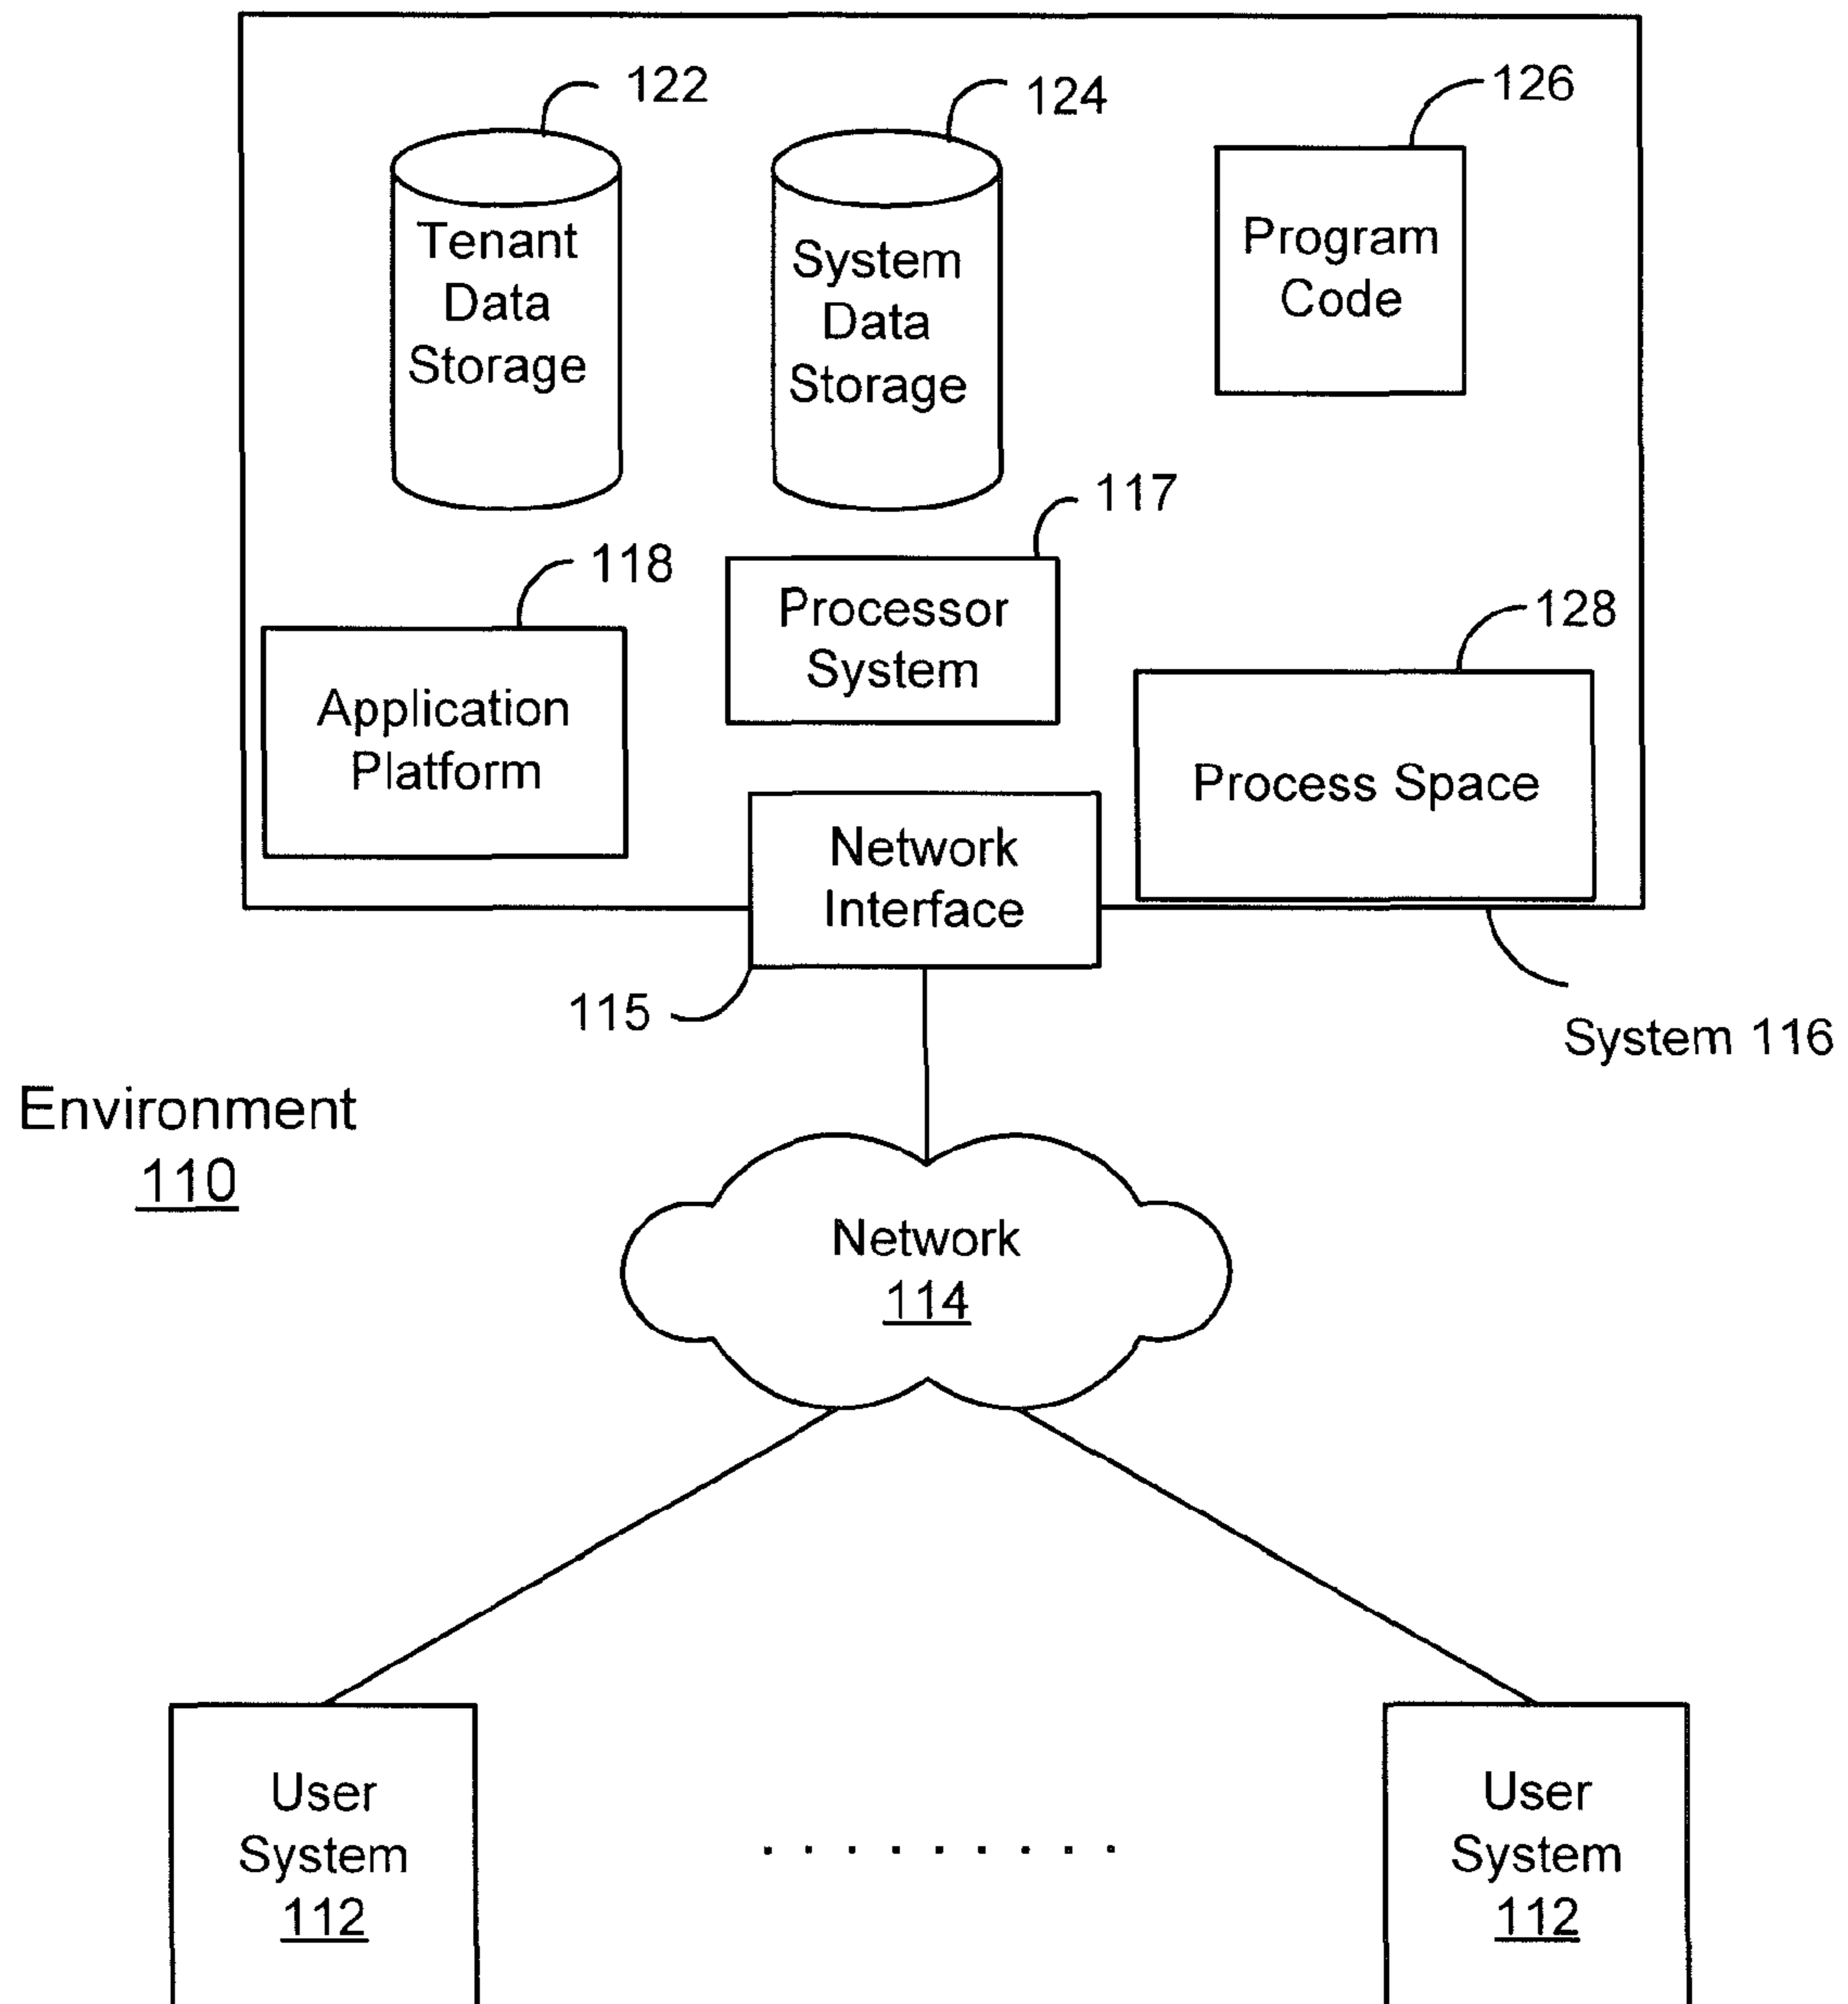 122
124
126
Tenant
Data
Storage
System
Data
Storage
Program
Code
117
118
128
Processor
System
Application
Platform
Process Space
Network
Interface
115
System 116
Environment
110
Network
114
User
System
112
. . . . . . . . .
User
System
112